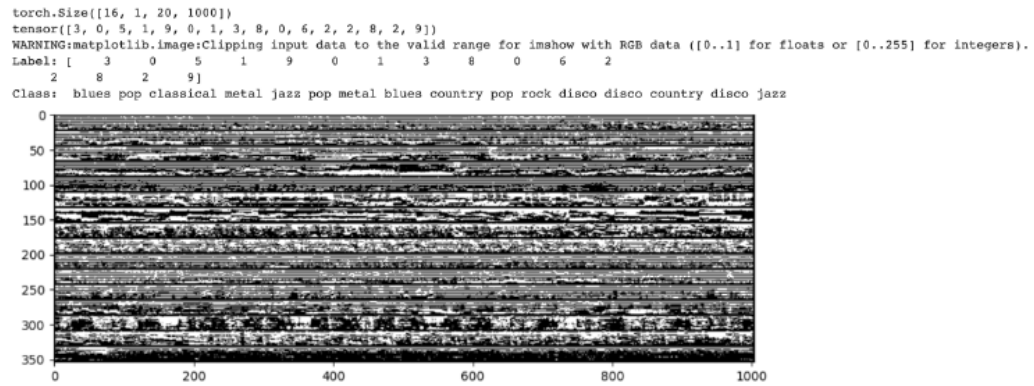 torch.Size([16, 1, 20, 1000])
tensor([3, 0, 5, 1, 9, 0, 1, 3, 8, 0, 6, 2, 2, 8, 2, 9])
WARNING:matplotlib.image:Clipping input data to the valid range for imshow with RGB data ([0..1] for floats or [0..255] for integers).
Label: [ 3 0 5 1 9 0 1 3 8 0 6 2
2 8 2 9]
Class: blues pop classical metal jazz pop metal blues country pop rock disco disco country disco jazz
0
50
100
150
200
250
300
350
0 200 400 600 800 1000